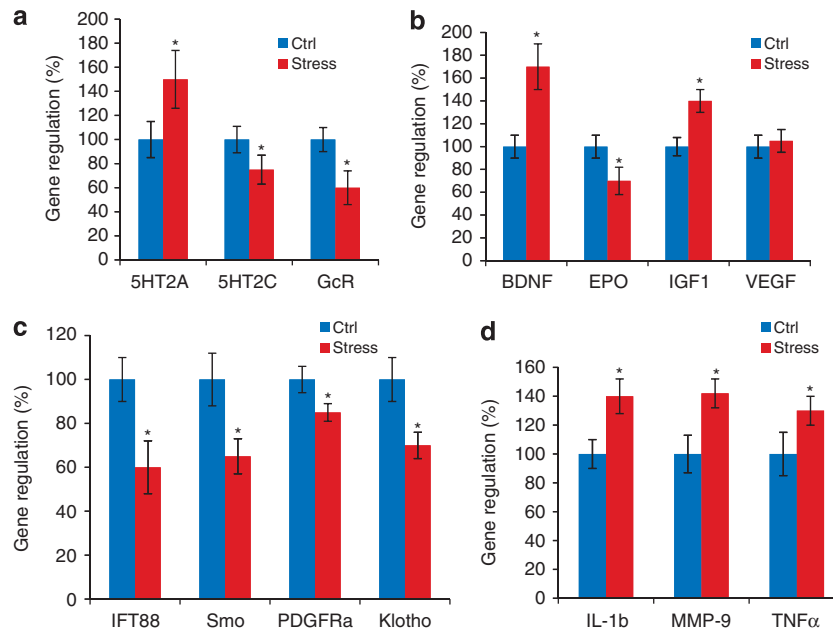 a
Gene regulation (%)
200
180
160
140
120
100
80
60
40
20
0
Ctrl
Stress
*
*
*
5HT2A 5HT2C GcR
b
Gene regulation (%)
200
180
160
140
120
100
80
60
40
20
0
Ctrl
Stress
*
*
*
BDNF EPO IGF1 VEGF
c
Gene regulation (%)
120
100
80
60
40
20
0
Ctrl
Stress
*
*
*
*
IFT88 Smo PDGFRa Klotho
d
Gene regulation (%)
160
140
120
100
80
60
40
20
0
Ctrl
Stress
*
*
*
IL-1b MMP-9 TNFα